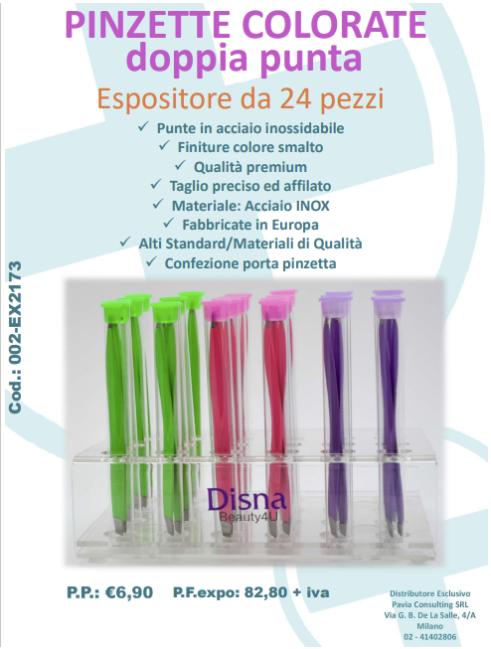 PINZETTE COLORATE
doppia punta
Espositore da 24 pezzi
✓ Punte in acciaio inossidabile
✓ Finiture colore smalto
✓ Qualità premium
✓ Taglio preciso ed affilato
✓ Materiale: Acciaio INOX
✓ Fabbricate in Europa
✓ Alti Standard/Materiali di Qualità
✓ Confezione porta pinzetta
Cod.: 002-EX2173
Disna
Beauty4U
P.P.: €6,90 P.F.expo: 82,80 + iva
Distributore Esclusivo
Pavia Consulting SRL
Via G. B. De La Salle, 4/A
Milano
02 - 41402806